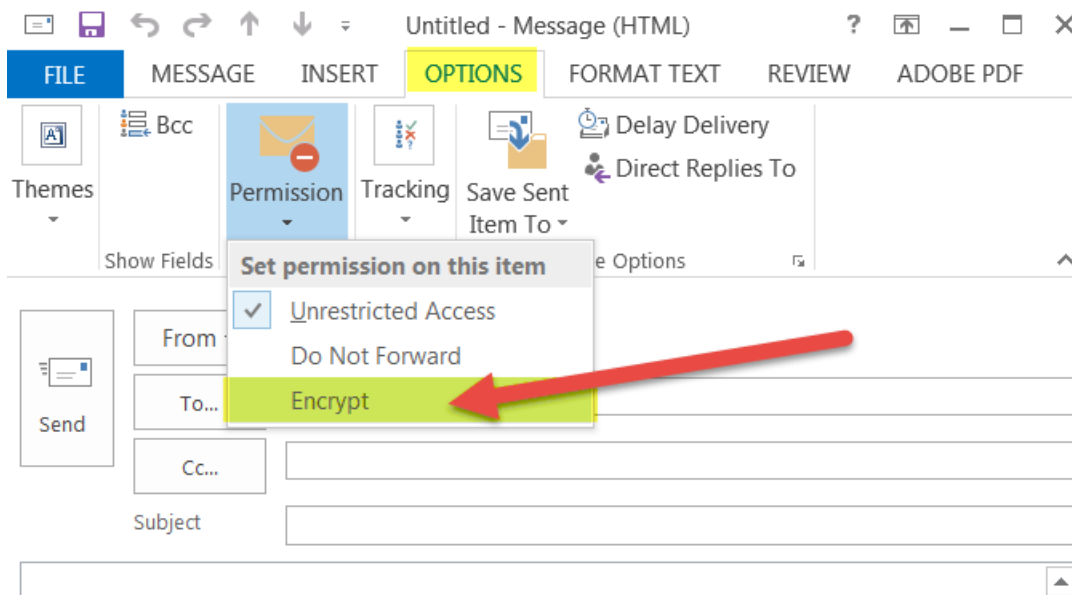 Untitled - Message (HTML)
?
FILE MESSAGE INSERT OPTIONS FORMAT TEXT REVIEW ADOBE PDF
Themes
Bcc
Show Fields
Permission
Tracking
Save Sent
Item To
Delay Delivery
Direct Replies To
e Options
Set permission on this item
Unrestricted Access
Do Not Forward
Encrypt
Send
From
To...
Cc...
Subject